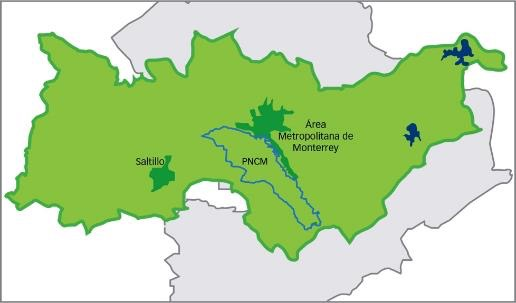 Área
Metropolitana de
Monterrey
Saltillo
PNCM